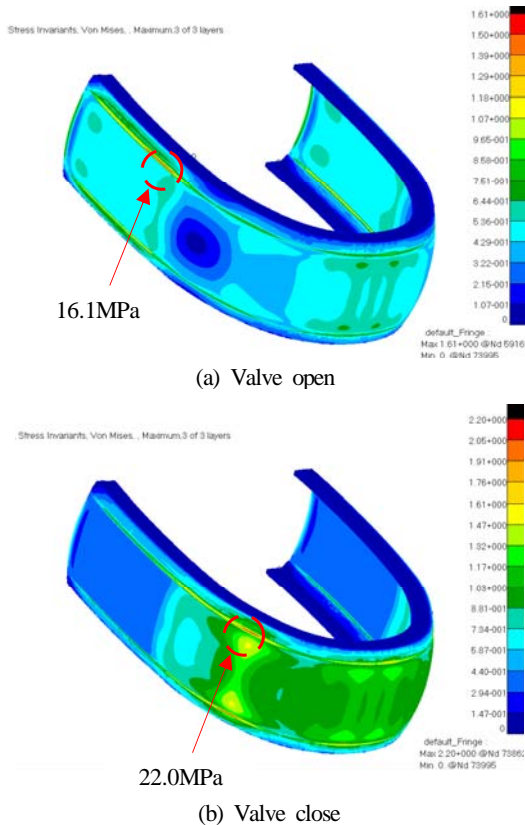 Stress Invariants, Von Mises, , Maximum,3 of 3 layers
1.61+000
1.50+000
1.39+000
1.29+000
1.18+000
1.07+000
9.65-001
8.58-001
7.51-001
6.44-001
5.36-001
4.29-001
3.22-001
2.15-001
1.07-001
0.
default_Fringe :
Max 1.61+000 @Nd 5916
Min 0. @Nd 73995
16.1MPa
(a) Valve open
Stress Invariants, Von Mises, , Maximum,3 of 3 layers
2.20+000
2.05+000
1.91+000
1.76+000
1.61+000
1.47+000
1.32+000
1.17+000
1.03+000
8.81-001
7.34-001
5.87-001
4.40-001
2.94-001
1.47-001
0.
default_Fringe :
Max 2.20+000 @Nd 73862
Min 0. @Nd 73995
22.0MPa
(b) Valve close